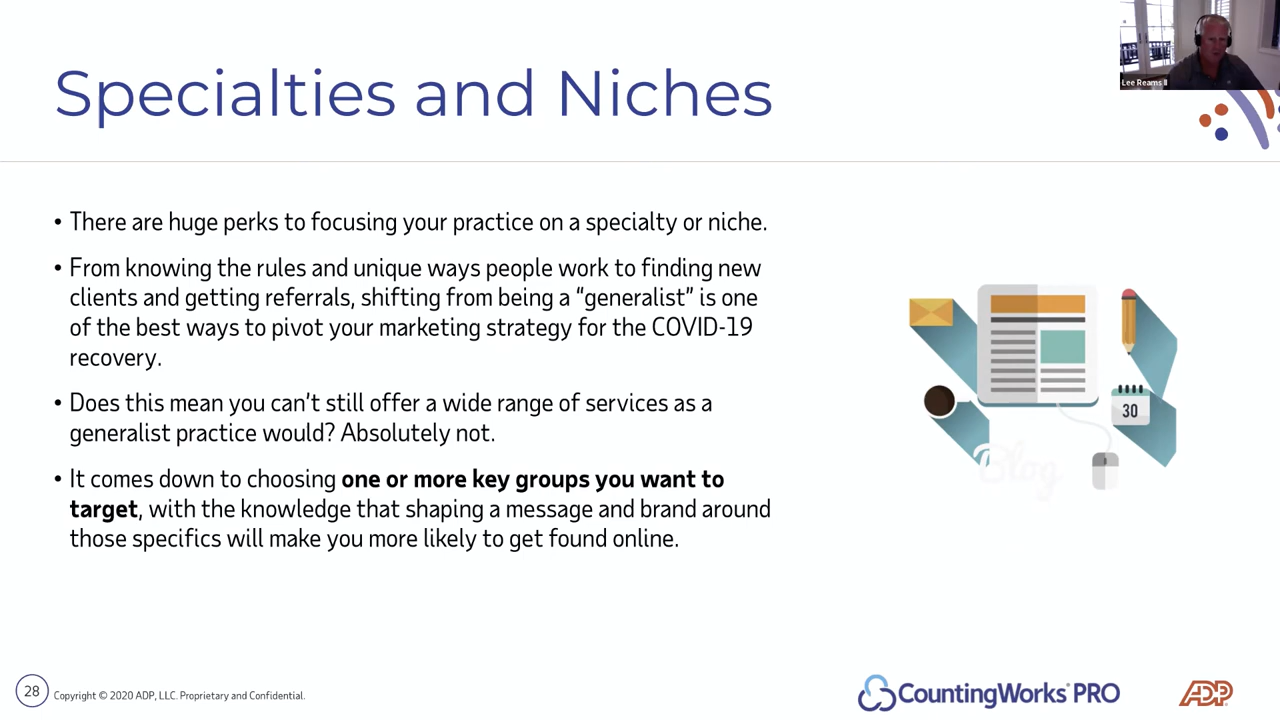 Lee Reams II
Specialties and Niches
• There are huge perks to focusing your practice on a specialty or niche.
• From knowing the rules and unique ways people work to finding new
clients and getting referrals, shifting from being a “generalist” is one
of the best ways to pivot your marketing strategy for the COVID-19
recovery.
• Does this mean you can’t still offer a wide range of services as a
generalist practice would? Absolutely not.
• It comes down to choosing one or more key groups you want to
target, with the knowledge that shaping a message and brand around
those specifics will make you more likely to get found online.
30
Blog
28
Copyright © 2020 ADP, LLC. Proprietary and Confidential.
CountingWorks® PRO
ADP